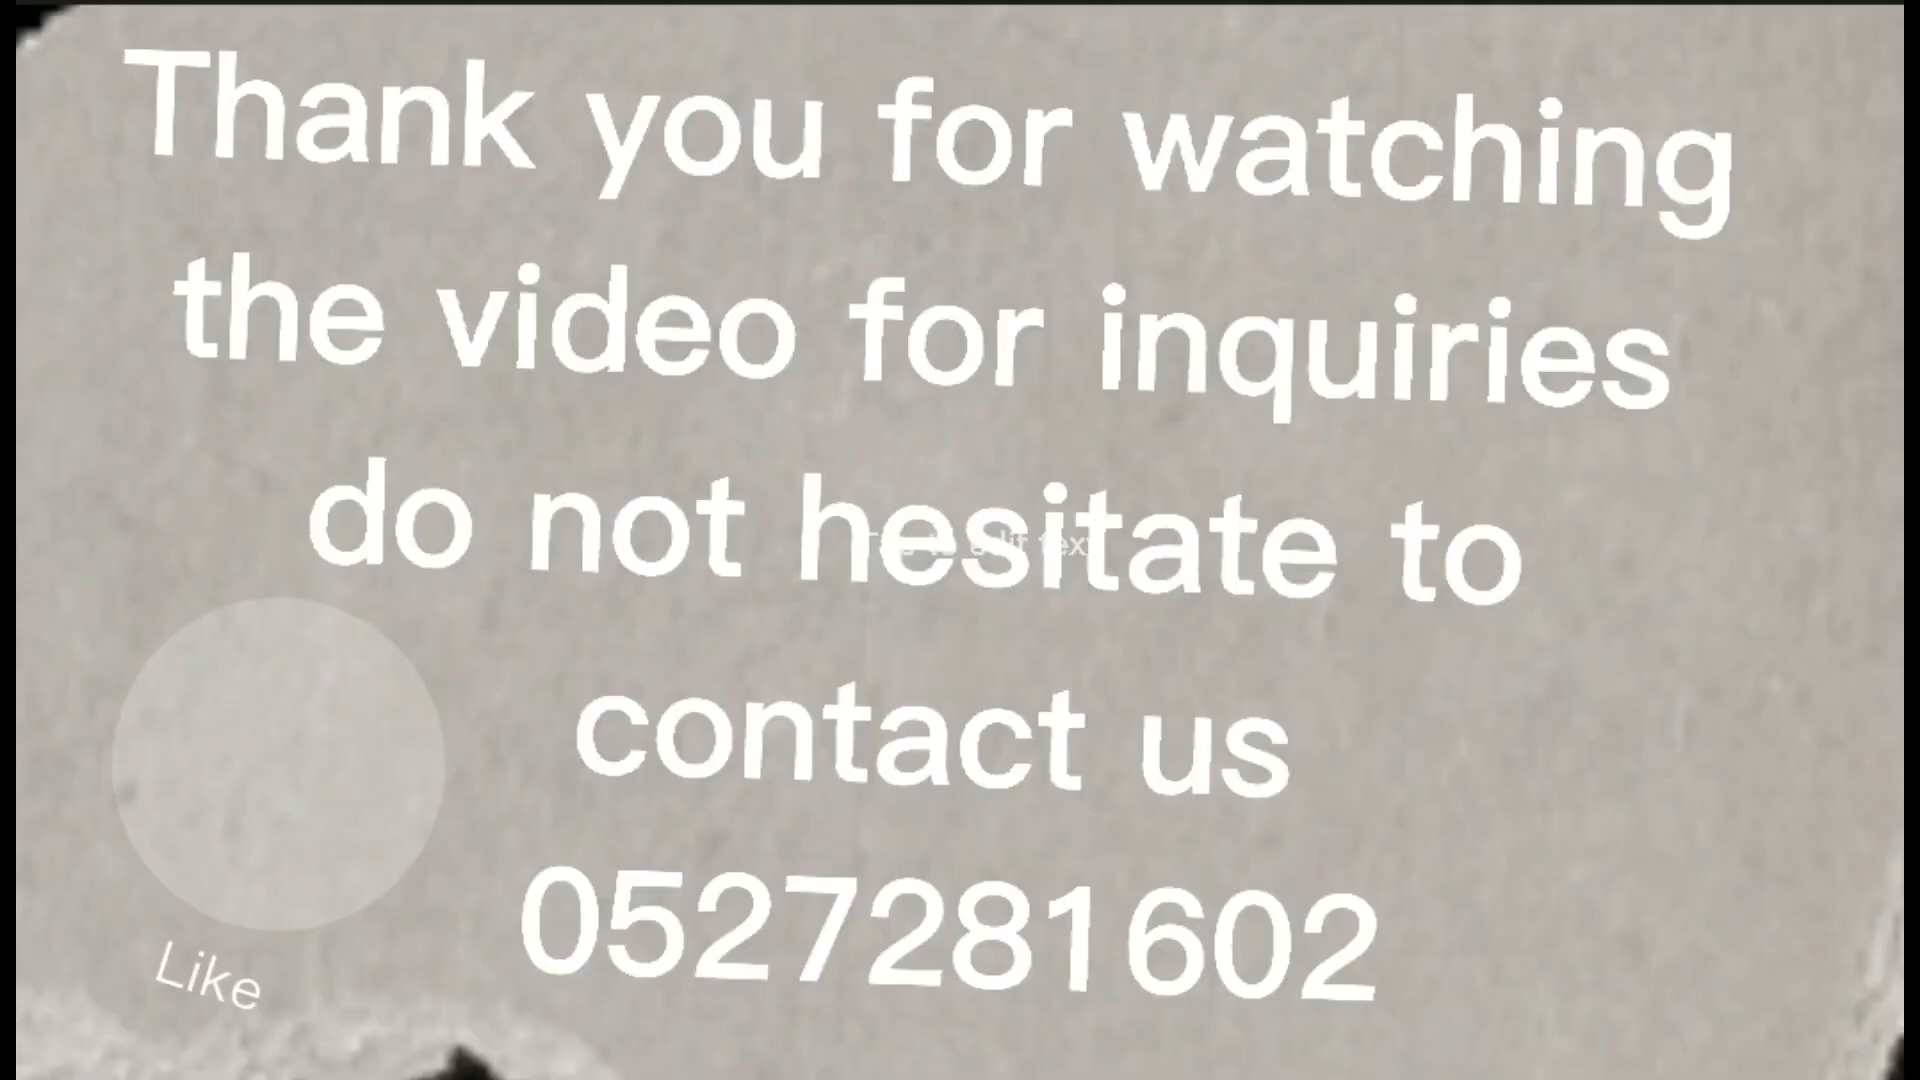 Thank you for watching
the video for inquiries
do not hesitate to
contact us
0527281602
Like